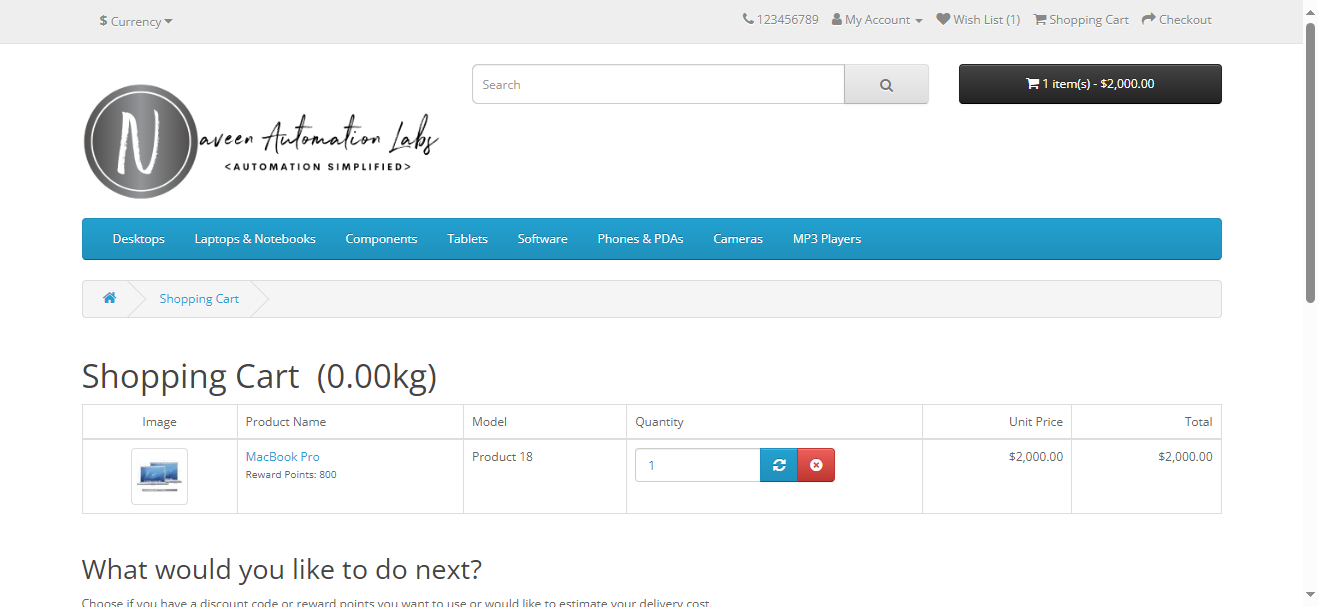 $ Currency
123456789 My Account Wish List (1) Shopping Cart Checkout
Search
1 item(s) - $2,000.00
N
aveen Automation Labs
<AUTOMATION SIMPLIFIED>
Desktops Laptops & Notebooks Components Tablets Software Phones & PDAs Cameras MP3 Players
Shopping Cart
Shopping Cart (0.00kg)
Image Product Name Model Quantity Unit Price Total
MacBook Pro Product 18 1 $2,000.00 $2,000.00
Reward Points: 800
What would you like to do next?
Choose if you have a discount code or reward points you want to use or would like to estimate your delivery cost.